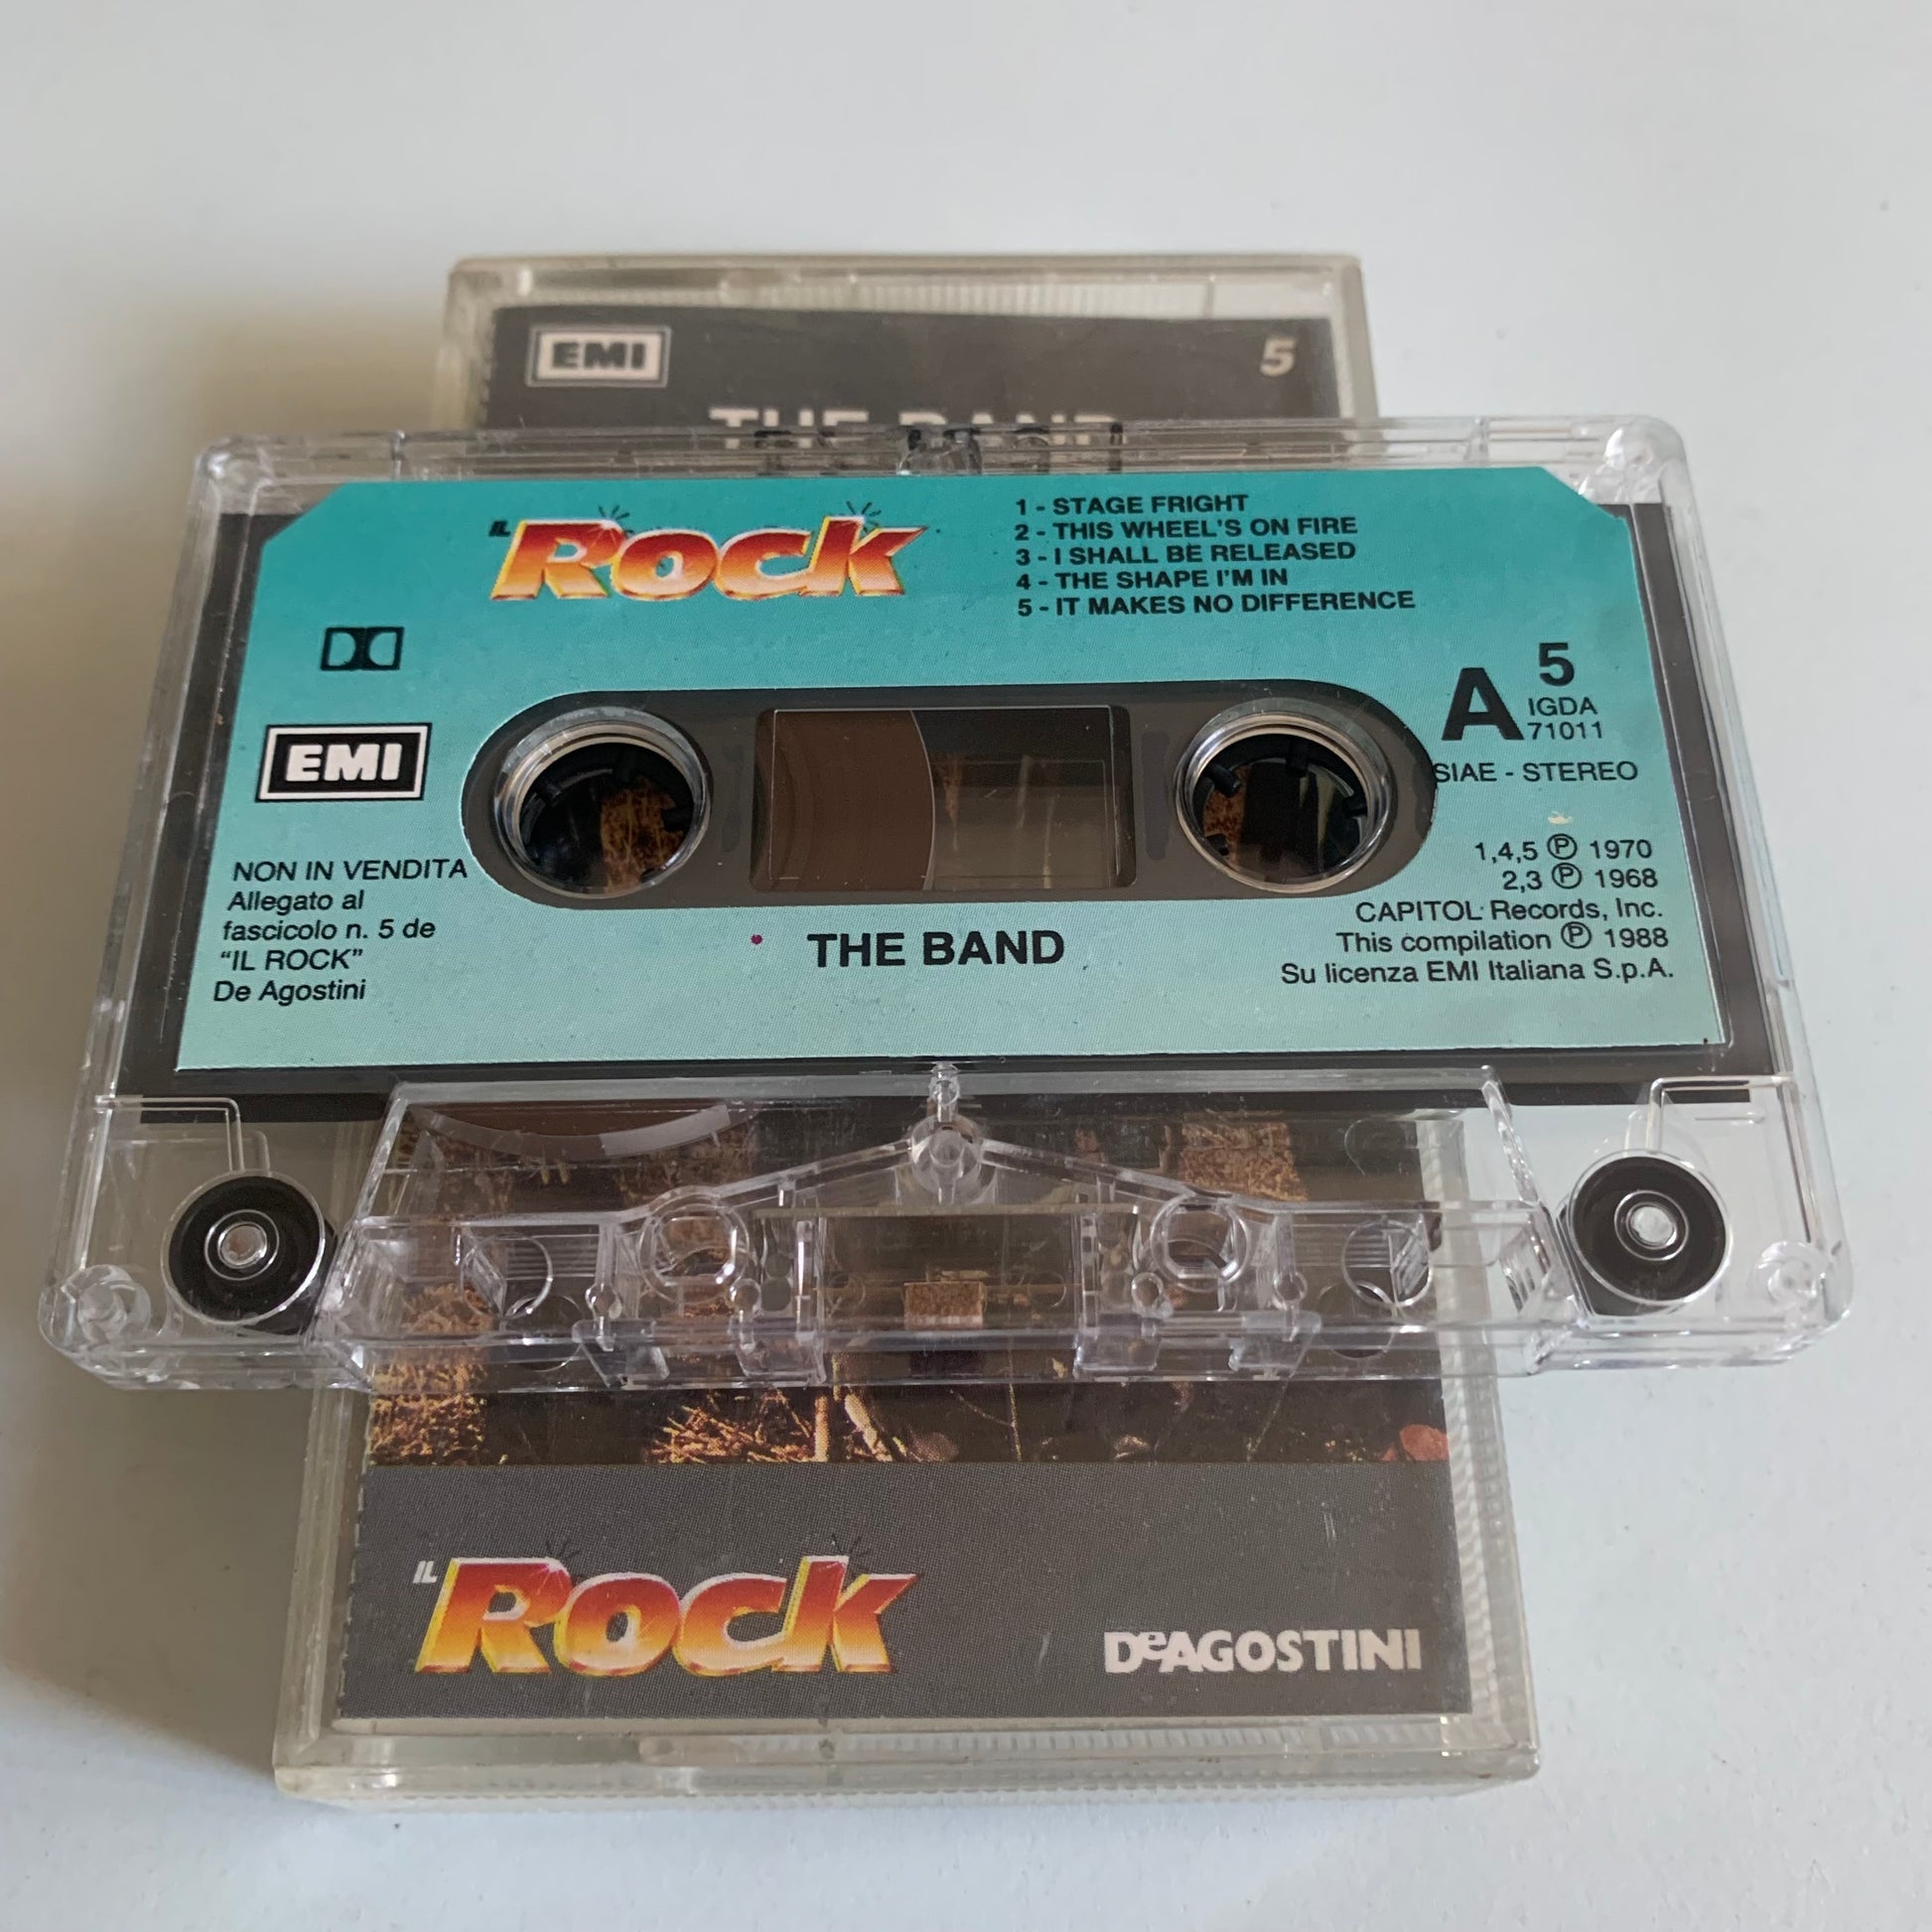 EMI
5
THE BAND
IL Rock
1 - STAGE FRIGHT
2 - THIS WHEEL'S ON FIRE
3 - I SHALL BE RELEASED
4 - THE SHAPE I'M IN
5 - IT MAKES NO DIFFERENCE
EMI
A 5
IGDA
71011
SIAE - STEREO
NON IN VENDITA
Allegato al
fascicolo n. 5 de
"IL ROCK"
De Agostini
THE BAND
1,4,5 ℗ 1970
2,3 ℗ 1968
CAPITOL Records, Inc.
This compilation ℗ 1988
Su licenza EMI Italiana S.p.A.
IL Rock
DeAGOSTINI